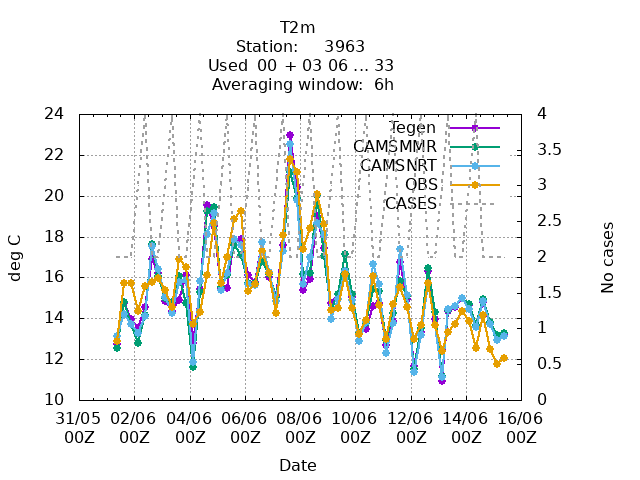 T2m
Station: 3963
Used 00 + 03 06 ... 33
Averaging window: 6h
24
22
20
18
16
14
12
10
deg C
4
3.5
3
2.5
2
1.5
1
0.5
0
No cases
Tegen
CAMSMMR
CAMSNRT
OBS
CASES
31/05 02/06 04/06 06/06 08/06 10/06 12/06 14/06 16/06
00Z 00Z 00Z 00Z 00Z 00Z 00Z 00Z 00Z
Date